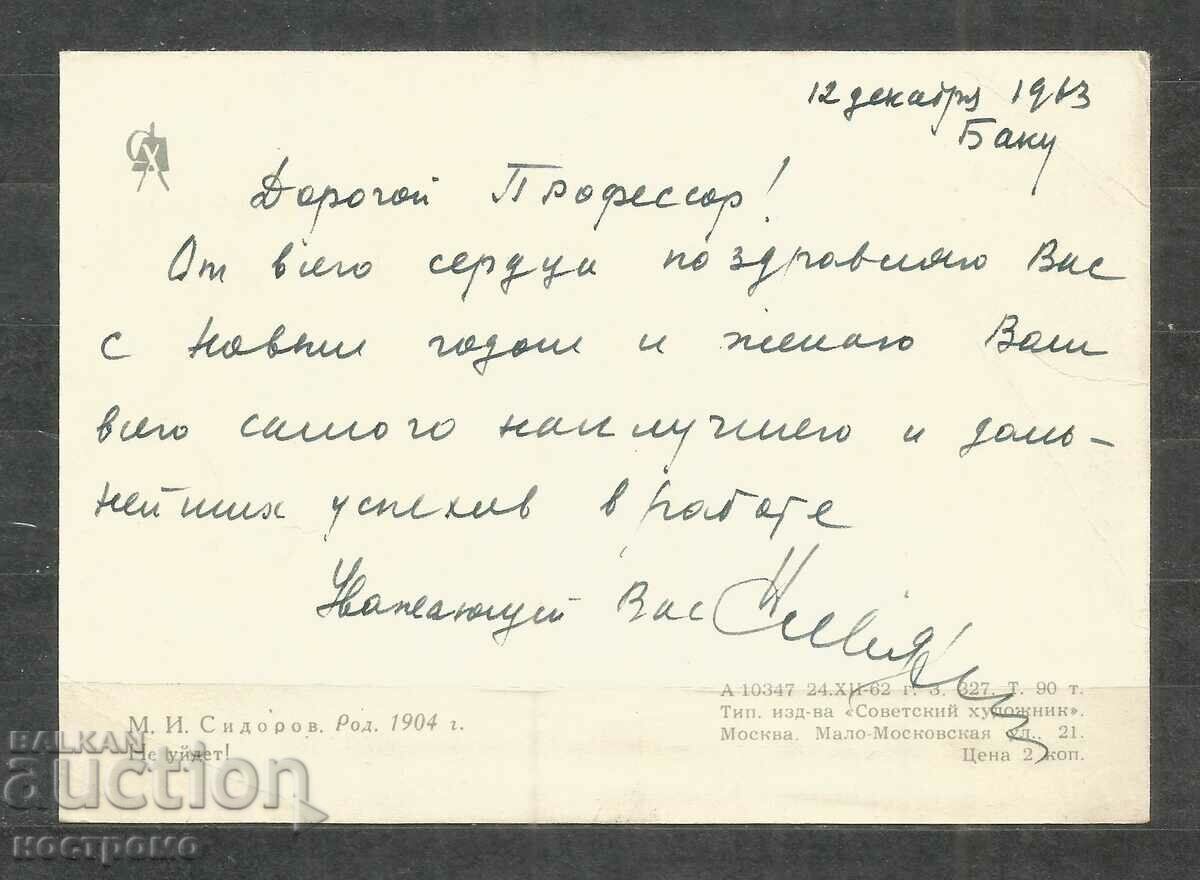 12 декабря 1963
Баку
СХ
Дорогой Профессор!
От всего сердца поздравляю Вас
с новым годом и желаю Вам
всего самого наилучшего и даль-
нейших успехов в работе
Уважающий Вас
А 10347 24.XII-62 г. З. 327. Т. 90 т.
М. И. Сидоров. Род. 1904 г.
Тип. изд-ва «Советский художник».
Не уйдет!
Москва. Мало-Московская ул., 21.
Цена 2 коп.
BALKAN
auction
костромо